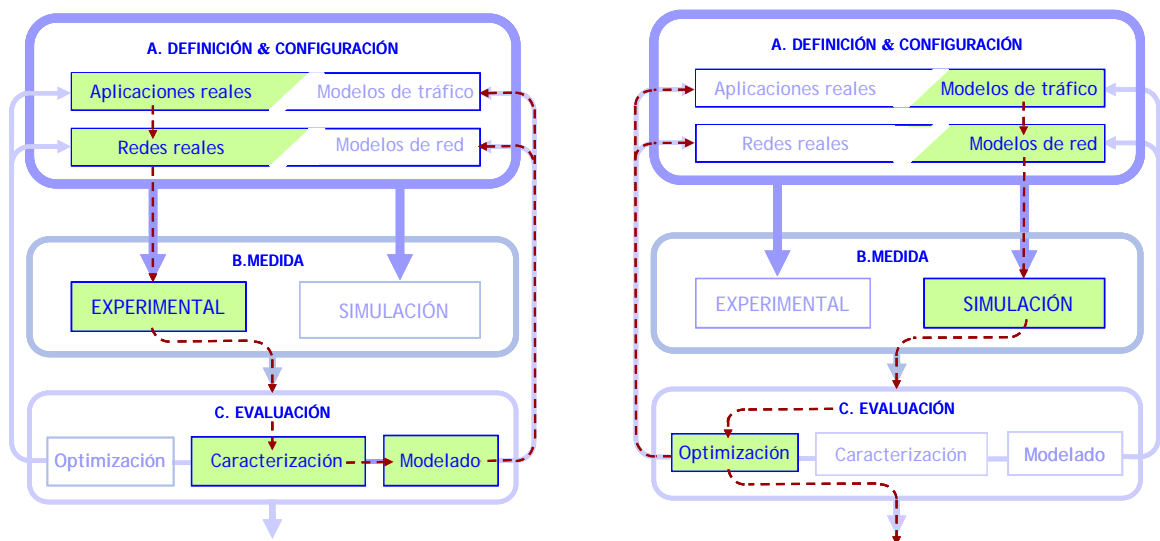 A. DEFINICIÓN & CONFIGURACIÓN
Aplicaciones reales Modelos de tráfico
Redes reales Modelos de red
B.MEDIDA
EXPERIMENTAL SIMULACIÓN
C. EVALUACIÓN
Optimización Caracterización Modelado
A. DEFINICIÓN & CONFIGURACIÓN
Aplicaciones reales Modelos de tráfico
Redes reales Modelos de red
B.MEDIDA
EXPERIMENTAL SIMULACIÓN
C. EVALUACIÓN
Optimización Caracterización Modelado